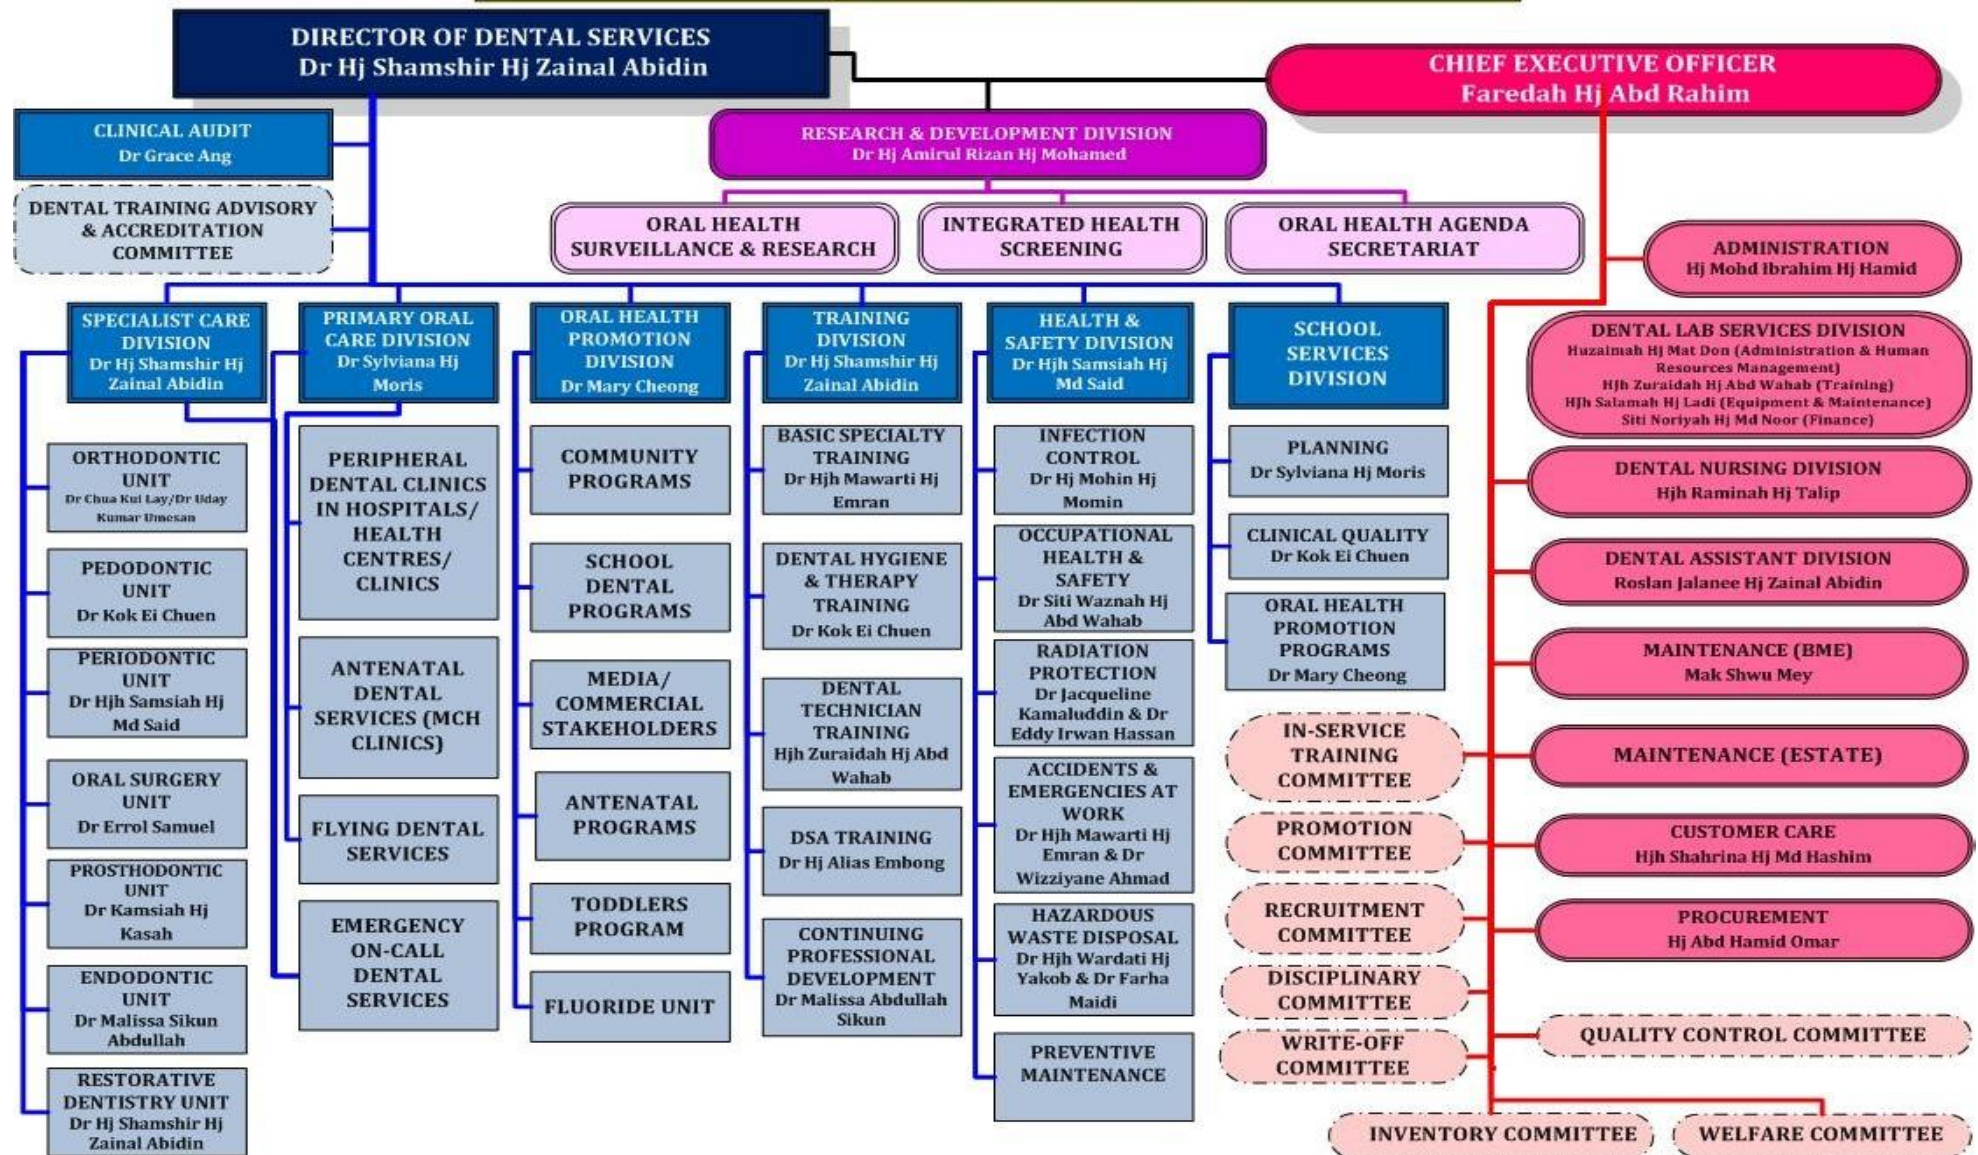 DIRECTOR OF DENTAL SERVICES
Dr Hj Shamshir Hj Zainal Abidin
CHIEF EXECUTIVE OFFICER
Faredah Hj Abd Rahim
CLINICAL AUDIT
Dr Grace Ang
RESEARCH & DEVELOPMENT DIVISION
Dr Hj Amirul Rizan Hj Mohamed
DENTAL TRAINING ADVISORY
& ACCREDITATION
COMMITTEE
ORAL HEALTH
SURVEILLANCE & RESEARCH
INTEGRATED HEALTH
SCREENING
ORAL HEALTH AGENDA
SECRETARIAT
SPECIALIST CARE
DIVISION
Dr Hj Shamshir Hj
Zainal Abidin
ORTHODONTIC
UNIT
Dr Chua Kui Lay/Dr Uday
Kumar Umesan
PEDODONTIC
UNIT
Dr Kok Ei Chuen
PERIODONTIC
UNIT
Dr Hjh Samsiah Hj
Md Said
ORAL SURGERY
UNIT
Dr Errol Samuel
PROSTHODONTIC
UNIT
Dr Kamsiah Hj
Kasah
ENDODONTIC
UNIT
Dr Malissa Sikun
Abdullah
RESTORATIVE
DENTISTRY UNIT
Dr Hj Shamshir Hj
Zainal Abidin
PRIMARY ORAL
CARE DIVISION
Dr Sylviana Hj
Moris
PERIPHERAL
DENTAL CLINICS
IN HOSPITALS/
HEALTH
CENTRES/
CLINICS
ANTENATAL
DENTAL
SERVICES (MCH
CLINICS)
FLYING DENTAL
SERVICES
EMERGENCY
ON-CALL
DENTAL
SERVICES
ORAL HEALTH
PROMOTION
DIVISION
Dr Mary Cheong
COMMUNITY
PROGRAMS
SCHOOL
DENTAL
PROGRAMS
MEDIA/
COMMERCIAL
STAKEHOLDERS
ANTENATAL
PROGRAMS
TODDLERS
PROGRAM
FLUORIDE UNIT
TRAINING
DIVISION
Dr Hj Shamshir Hj
Zainal Abidin
BASIC SPECIALTY
TRAINING
Dr Hjh Mawarti Hj
Emran
DENTAL HYGIENE
& THERAPY
TRAINING
Dr Kok Ei Chuen
DENTAL
TECHNICIAN
TRAINING
Hjh Zuraidah Hj Abd
Wahab
DSA TRAINING
Dr Hj Alias Embong
CONTINUING
PROFESSIONAL
DEVELOPMENT
Dr Malissa Abdullah
Sikun
HEALTH &
SAFETY DIVISION
Dr Hjh Samsiah Hj
Md Said
INFECTION
CONTROL
Dr Hj Mohin Hj
Momin
OCCUPATIONAL
HEALTH &
SAFETY
Dr Siti Waznah Hj
Abd Wahab
RADIATION
PROTECTION
Dr Jacqueline
Kamaluddin & Dr
Eddy Irwan Hassan
ACCIDENTS &
EMERGENCIES AT
WORK
Dr Hjh Mawarti Hj
Emran & Dr
Wizziyane Ahmad
HAZARDOUS
WASTE DISPOSAL
Dr Hjh Wardati Hj
Yakob & Dr Farha
Maidi
PREVENTIVE
MAINTENANCE
SCHOOL
SERVICES
DIVISION
PLANNING
Dr Sylviana Hj Moris
CLINICAL QUALITY
Dr Kok Ei Chuen
ORAL HEALTH
PROMOTION
PROGRAMS
Dr Mary Cheong
IN-SERVICE
TRAINING
COMMITTEE
PROMOTION
COMMITTEE
RECRUITMENT
COMMITTEE
DISCIPLINARY
COMMITTEE
WRITE-OFF
COMMITTEE
ADMINISTRATION
Hj Mohd Ibrahim Hj Hamid
DENTAL LAB SERVICES DIVISION
Huzaimah Hj Mat Don (Administration & Human
Resources Management)
Hjh Zuraidah Hj Abd Wahab (Training)
Hjh Salamah Hj Ladi (Equipment & Maintenance)
Siti Noriyah Hj Md Noor (Finance)
DENTAL NURSING DIVISION
Hjh Raminah Hj Talip
DENTAL ASSISTANT DIVISION
Roslan Jalanee Hj Zainal Abidin
MAINTENANCE (BME)
Mak Shwu Mey
MAINTENANCE (ESTATE)
CUSTOMER CARE
Hjh Shahrina Hj Md Hashim
PROCUREMENT
Hj Abd Hamid Omar
QUALITY CONTROL COMMITTEE
INVENTORY COMMITTEE
WELFARE COMMITTEE